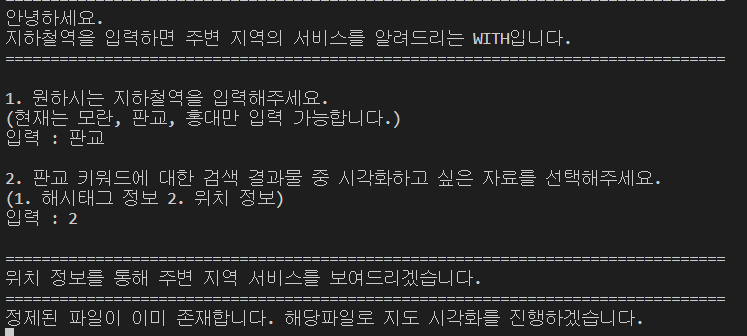 ================================================================================
안녕하세요.
지하철역을 입력하면 주변 지역의 서비스를 알려드리는 WITH입니다.
================================================================================
1. 원하시는 지하철역을 입력해주세요.
(현재는 모란, 판교, 홍대만 입력 가능합니다.)
입력 : 판교
2. 판교 키워드에 대한 검색 결과물 중 시각화하고 싶은 자료를 선택해주세요.
(1. 해시태그 정보 2. 위치 정보)
입력 : 2
================================================================================
위치 정보를 통해 주변 지역 서비스를 보여드리겠습니다.
================================================================================
정제된 파일이 이미 존재합니다. 해당파일로 지도 시각화를 진행하겠습니다.